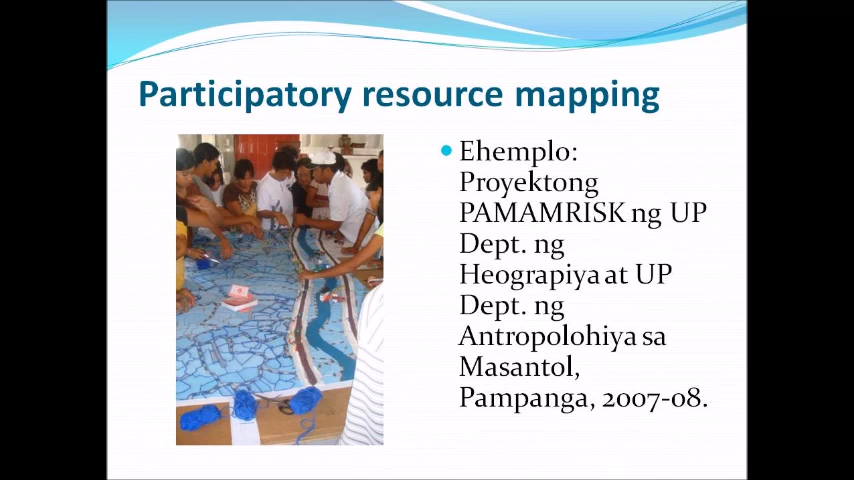 Participatory resource mapping
Ehemplo:
Proyektong
PAMAMRISK ng UP
Dept. ng
Heograpiya at UP
Dept. ng
Antropolohiya sa
Masantol,
Pampanga, 2007-08.